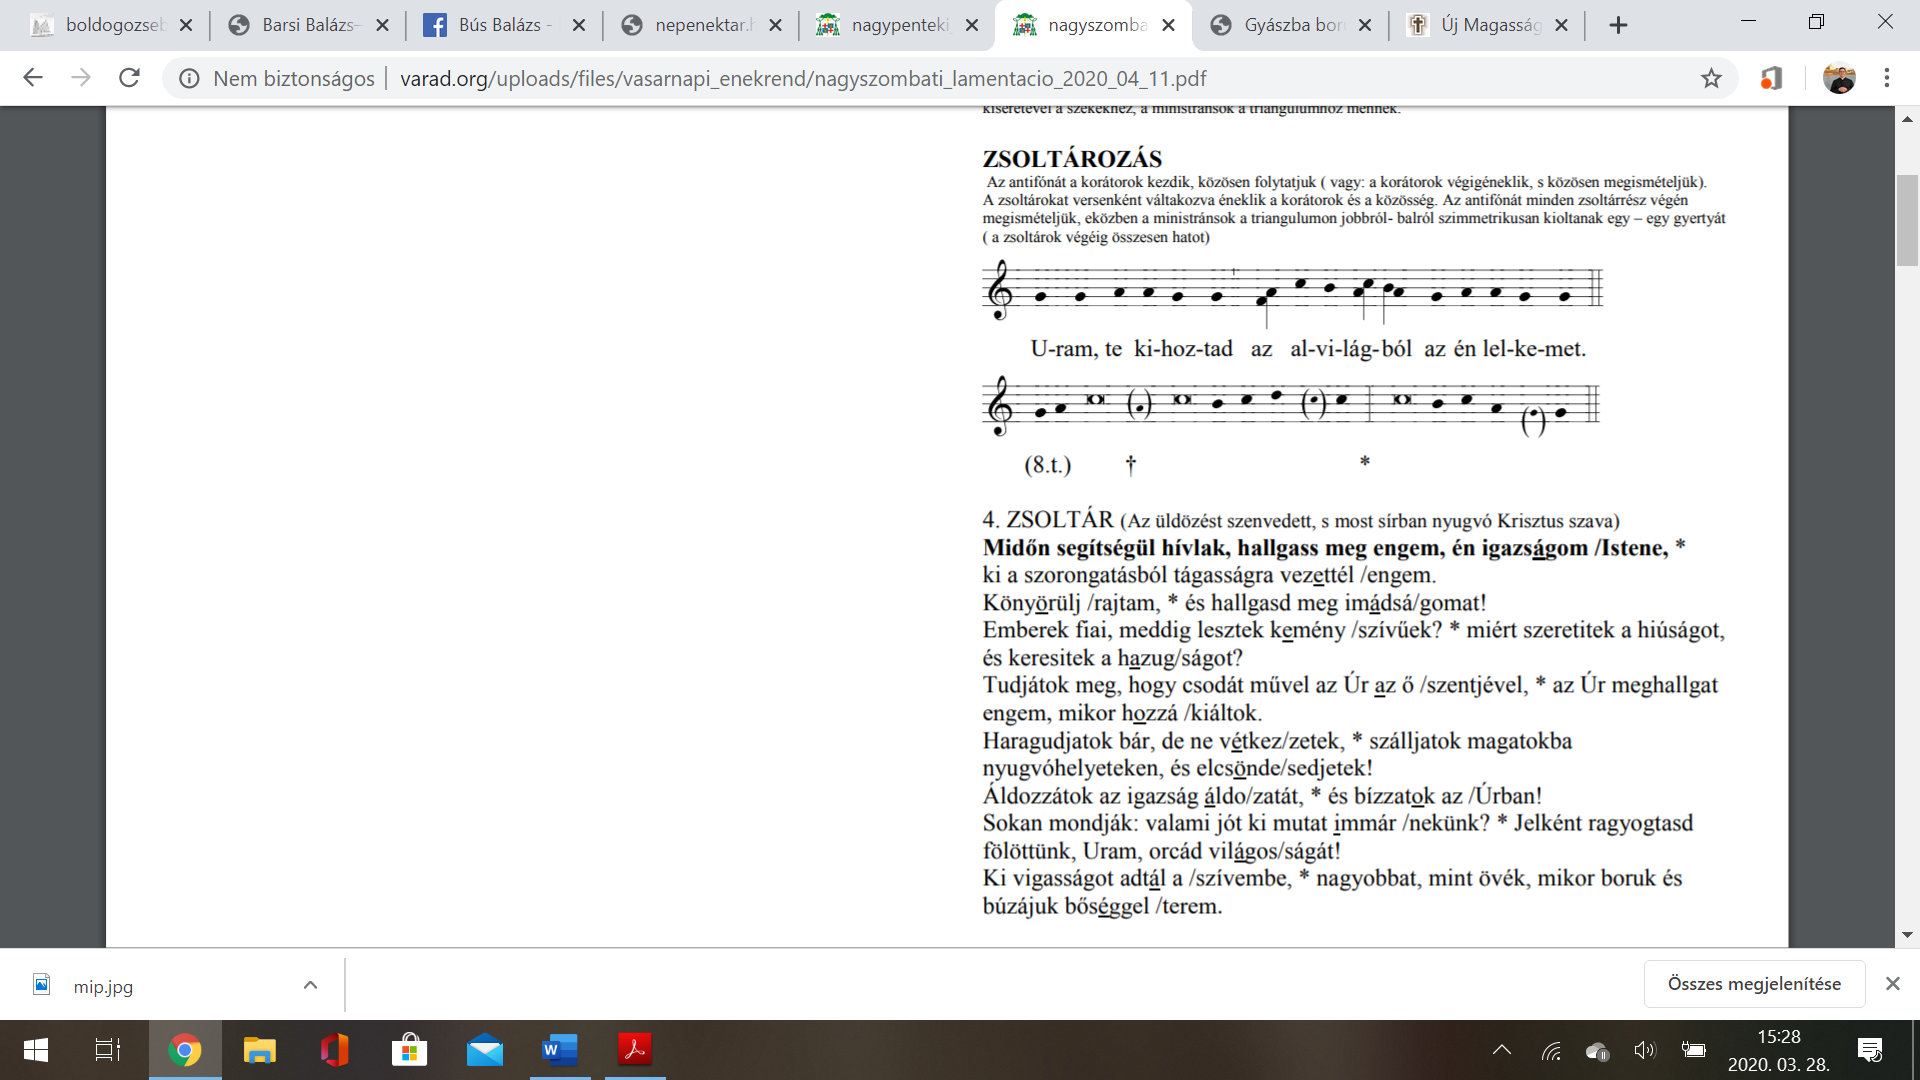 boldogozseb
Barsi Balázs–
Bús Balázs -
nepenektar.h
nagypenteki
nagyszomba
Gyászba bor
Új Magasság
Nem biztonságos
varad.org/uploads/files/vasarnapi_enekrend/nagyszombati_lamentacio_2020_04_11.pdf
kíséretével a székekhez, a ministránsok a triangulumhoz mennek.
ZSOLTÁROZÁS
Az antifónát a korátorok kezdik, közösen folytatjuk ( vagy: a korátorok végigéneklik, s közösen megismételjük).
A zsoltárokat versenként váltakozva éneklik a korátorok és a közösség. Az antifónát minden zsoltárrész végén
megismételjük, eközben a ministránsok a triangulumon jobbról- balról szimmetrikusan kioltanak egy – egy gyertyát
( a zsoltárok végéig összesen hatot)
U-ram, te ki-hoz-tad az al-vi-lág-ból az én lel-ke-met.
(8.t.) † *
4. ZSOLTÁR (Az üldözést szenvedett, s most sírban nyugvó Krisztus szava)
Midőn segítségül hívlak, hallgass meg engem, én igazságom /Istene, *
ki a szorongatásból tágasságra vezettél /engem.
Könyörülj /rajtam, * és hallgasd meg imádsá/gomat!
Emberek fiai, meddig lesztek kemény /szívűek? * miért szeretitek a hiúságot,
és keresitek a hazug/ságot?
Tudjátok meg, hogy csodát művel az Úr az ő /szentjével, * az Úr meghallgat
engem, mikor hozzá /kiáltok.
Haragudjatok bár, de ne vétkez/zetek, * szálljatok magatokba
nyugvóhelyeteken, és elcsönde/sedjetek!
Áldozzátok az igazság áldo/zatát, * és bízzatok az /Úrban!
Sokan mondják: valami jót ki mutat immár /nekünk? * Jelként ragyogtasd
fölöttünk, Uram, orcád világos/ságát!
Ki vigasságot adtál a /szívembe, * nagyobbat, mint övék, mikor boruk és
búzájuk bőséggel /terem.
mip.jpg
Összes megjelenítése
15:28
2020. 03. 28.